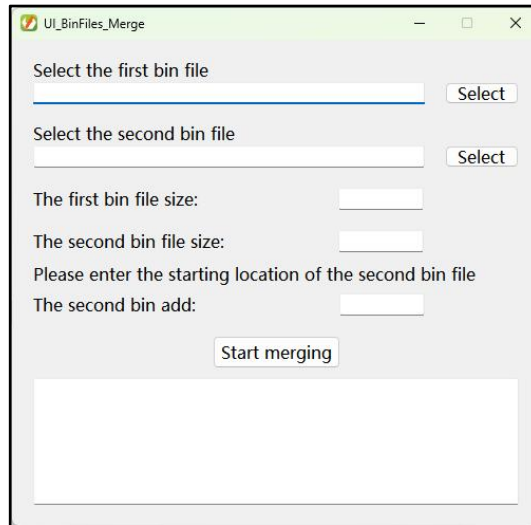 UI_BinFiles_Merge
Select the first bin file
Select
Select the second bin file
Select
The first bin file size:
The second bin file size:
Please enter the starting location of the second bin file
The second bin add:
Start merging